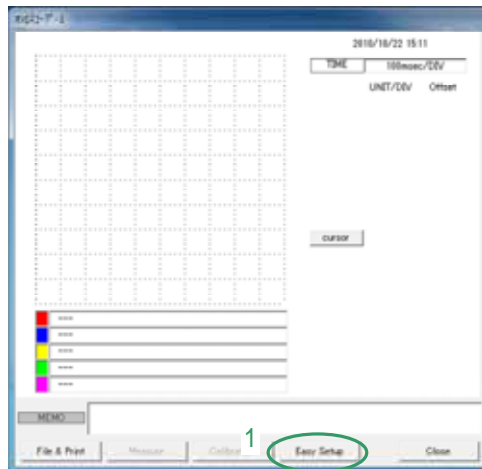 2010/10/22 15:11
TIME 100msec/DIV
UNIT/DIV Offset
cursor
---
---
---
---
---
MEMO
1
File & Print Measure Easy Setup Close